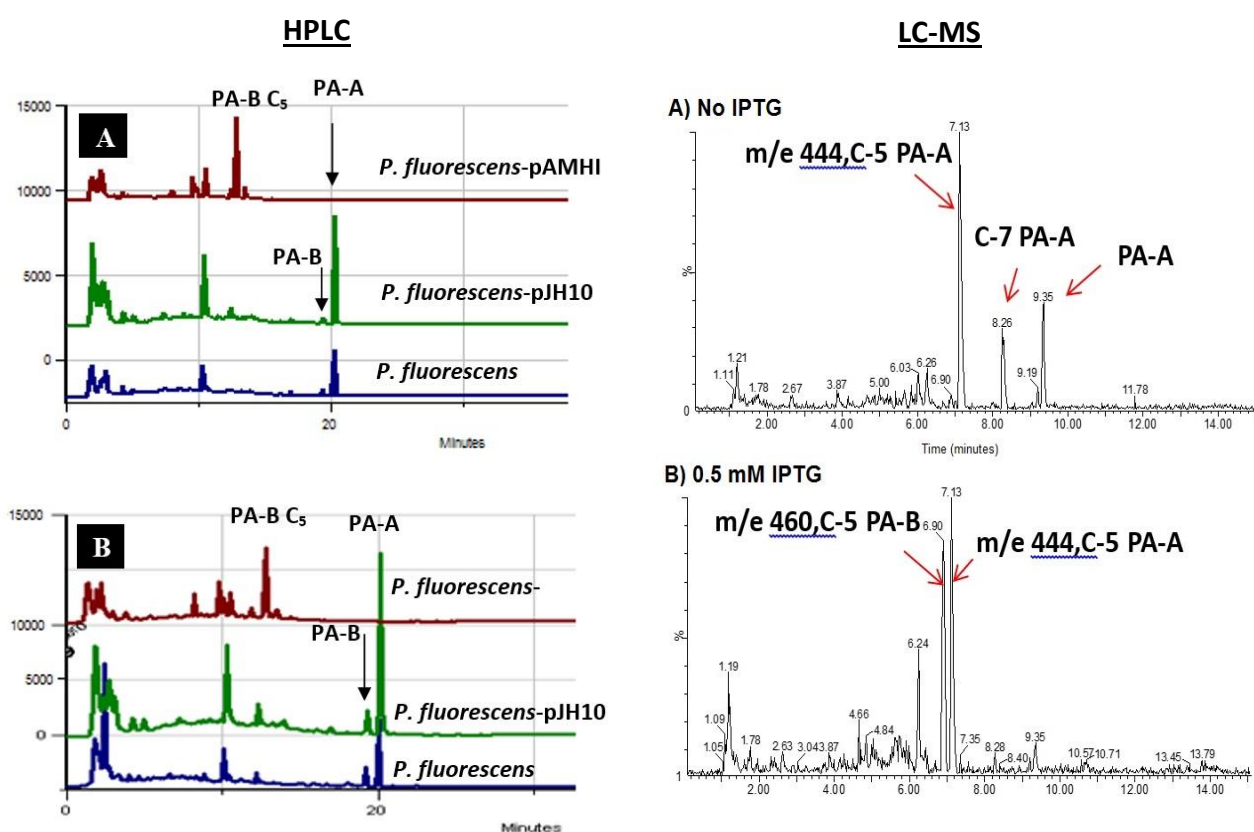 HPLC
LC-MS
A
PA-B C5
PA-A
P. fluorescens-pAMHI
PA-B
P. fluorescens-pJH10
P. fluorescens
15000
10000
5000
0
0
20
Minutes
B
PA-B C5
PA-A
P. fluorescens-
PA-B
P. fluorescens-pJH10
P. fluorescens
15000
10000
5000
0
0
20
Minutes
A) No IPTG
7.13
m/e 444,C-5 PA-A
C-7 PA-A
PA-A
9.35
8.26
%
1.21
1.11
1.78
2.67
3.87
5.00
6.03
6.26
6.90
9.19
11.78
0
2.00
4.00
6.00
8.00
10.00
12.00
14.00
Time (minutes)
B) 0.5 mM IPTG
7.13
m/e 460,C-5 PA-B
6.90
m/e 444,C-5 PA-A
%
6.24
1.19
1.09
1.05
1.78
2.63
3.04
3.87
4.66
4.84
7.35
8.28
8.40
9.35
10.57
10.71
13.45
13.79
1
2.00
4.00
6.00
8.00
10.00
12.00
14.00